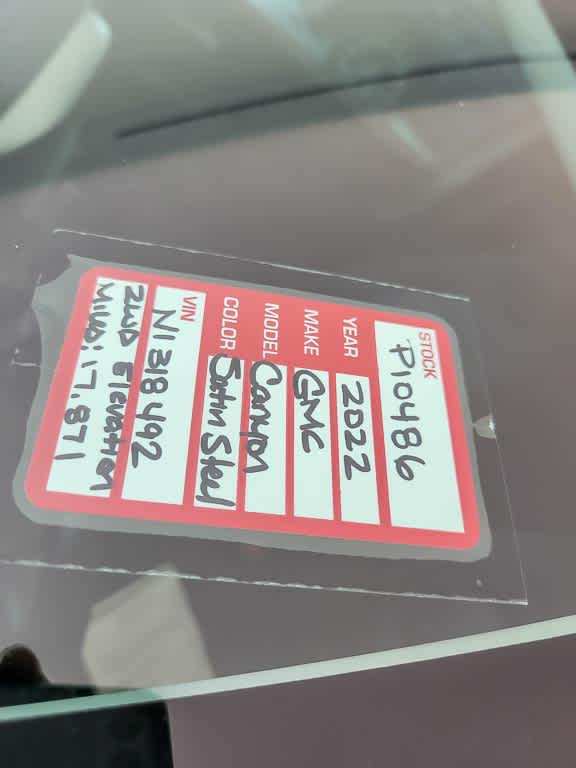 STOCK P10486
YEAR 2022
MAKE GMC
MODEL Canyon
COLOR Satin Steel
VIN N1318492
2WD Elevation
Miles: 17,871